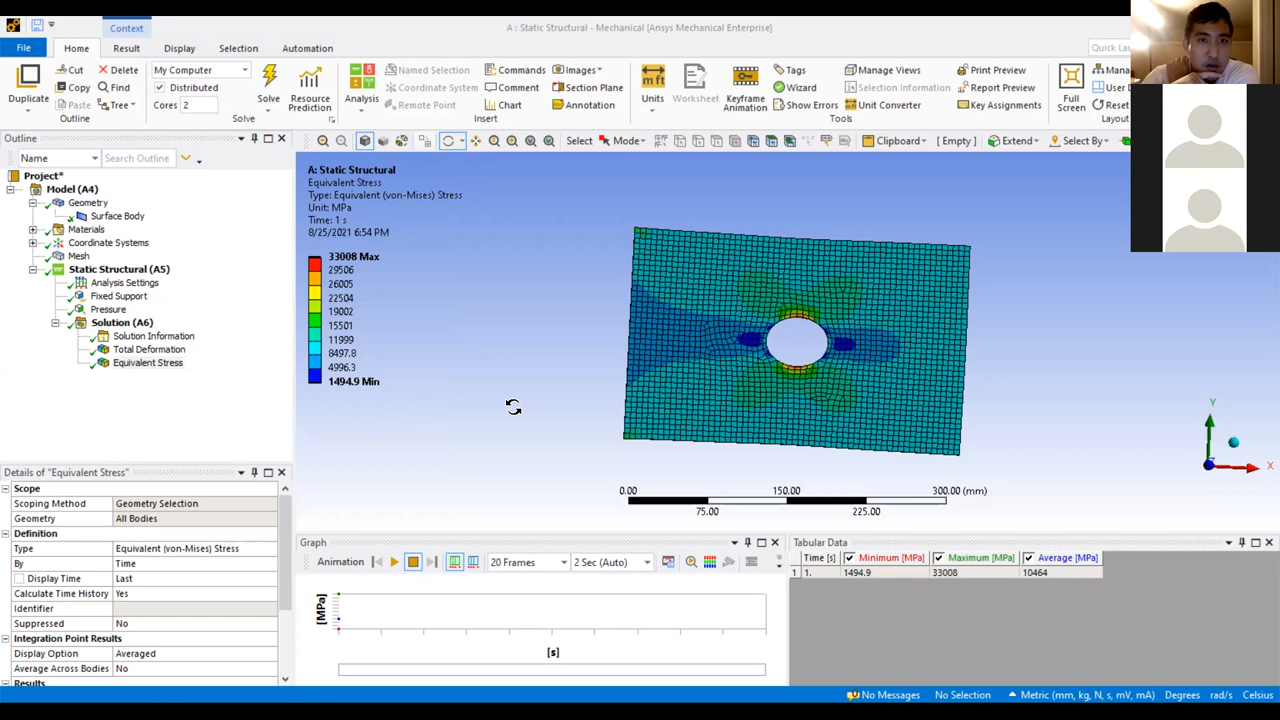 Context
A : Static Structural - Mechanical [Ansys Mechanical Enterprise]
File Home Result Display Selection Automation Quick
Duplicate
Cut
Copy
Paste
Delete
Find
Tree
Outline
My Computer
Distributed
Cores 2
Solve
Resource Prediction
Solve
Analysis
Named Selection
Coordinate System
Remote Point
Commands
Comment
Chart
Images
Section Plane
Annotation
Insert
Units
Worksheet
Keyframe Animation
Tags
Wizard
Show Errors
Manage Views
Selection Information
Unit Converter
Print Preview
Report Preview
Key Assignments
Tools
Full Screen
User
Reset
Outline
Name Search Outline
Select Mode Clipboard [ Empty ] Extend Select By
Project*
Model (A4)
Geometry
Surface Body
Materials
Coordinate Systems
Mesh
Static Structural (A5)
Analysis Settings
Fixed Support
Pressure
Solution (A6)
Solution Information
Total Deformation
Equivalent Stress
A: Static Structural
Equivalent Stress
Type: Equivalent (von-Mises) Stress
Unit: MPa
Time: 1 s
8/25/2021 6:54 PM
33008 Max
29506
26005
22504
19002
15501
11999
8497.8
4996.3
1494.9 Min
0.00 150.00 300.00 (mm)
75.00 225.00
Y
X
Details of "Equivalent Stress"
Scope
Scoping Method Geometry Selection
Geometry All Bodies
Definition
Type Equivalent (von-Mises) Stress
By Time
Display Time Last
Calculate Time History Yes
Identifier
Suppressed No
Integration Point Results
Display Option Averaged
Average Across Bodies No
Results
Graph
Animation 20 Frames 2 Sec (Auto)
[MPa]
[s]
Tabular Data
Time [s] Minimum [MPa] Maximum [MPa] Average [MPa]
1 1. 1494.9 33008 10464
No Messages No Selection Metric (mm, kg, N, s, mV, mA) Degrees rad/s Celsius